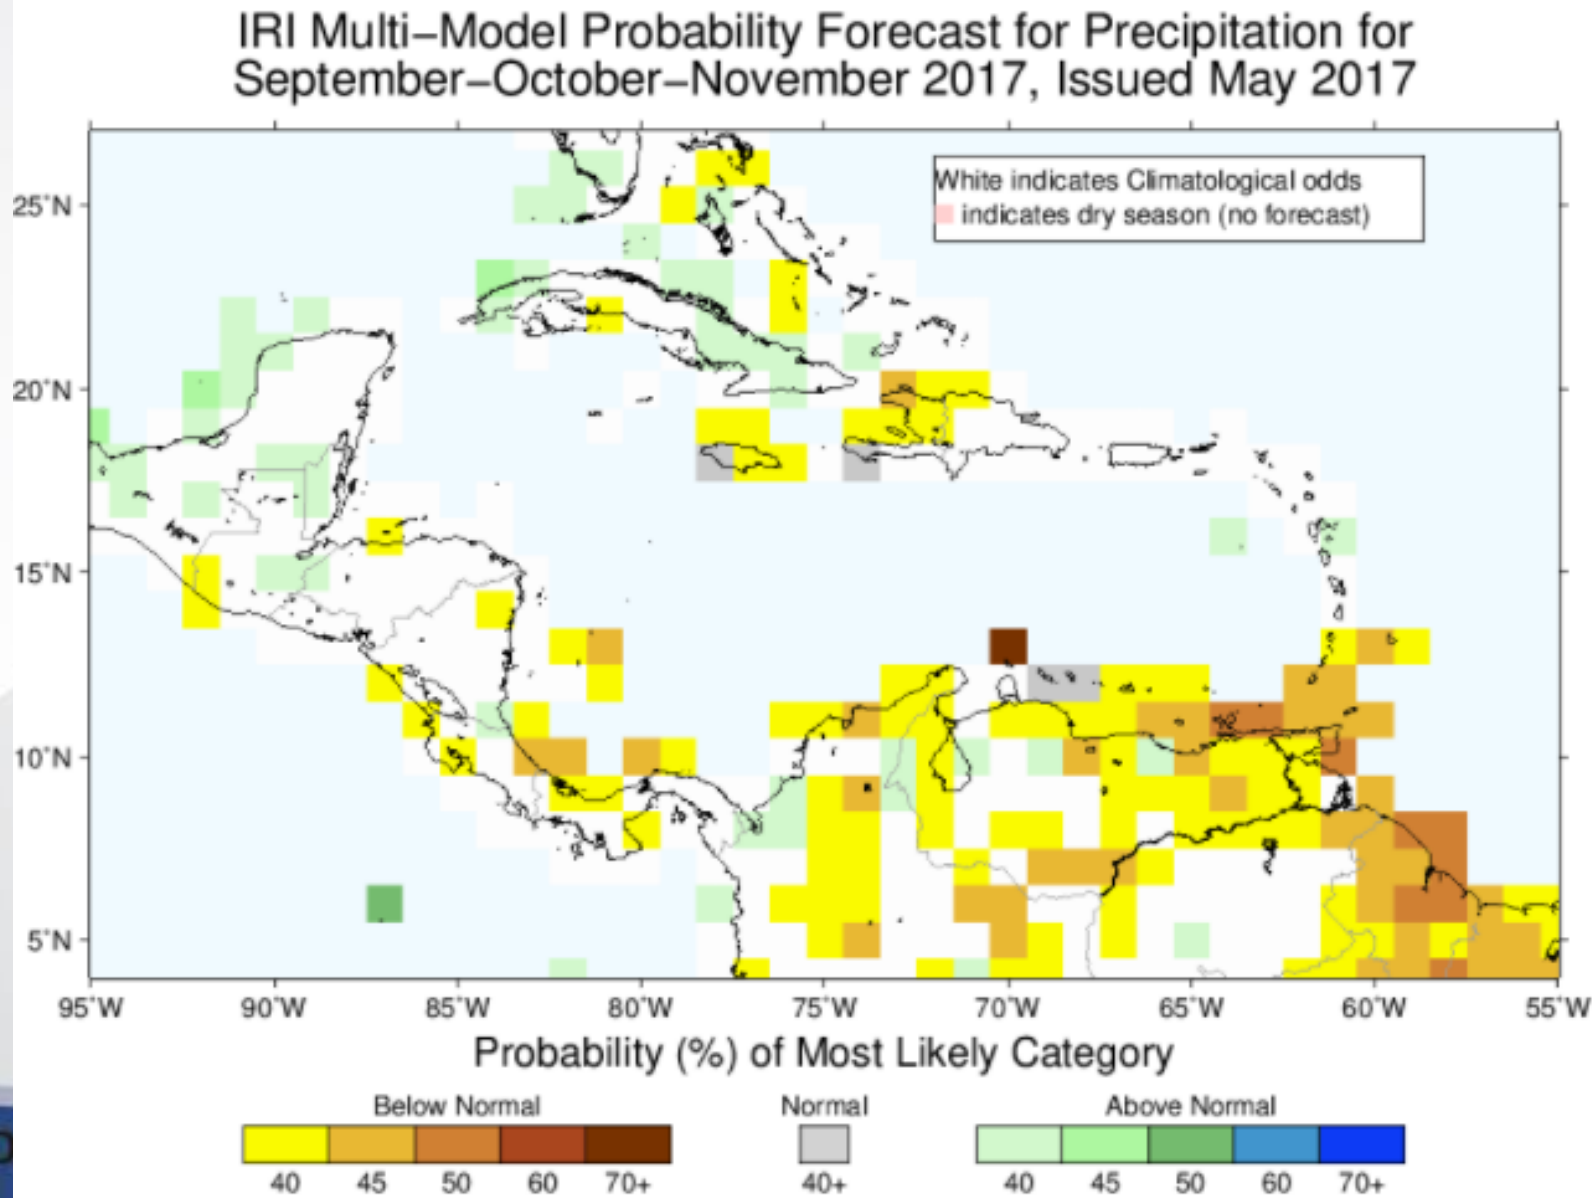 IRI Multi−Model Probability Forecast for Precipitation for
September−October−November 2017, Issued May 2017
White indicates Climatological odds
indicates dry season (no forecast)
25˚N
20˚N
15˚N
10˚N
5˚N
95˚W 90˚W 85˚W 80˚W 75˚W 70˚W 65˚W 60˚W 55˚W
Probability (%) of Most Likely Category
Below Normal Normal Above Normal
40 45 50 60 70+ 40+ 40 45 50 60 70+